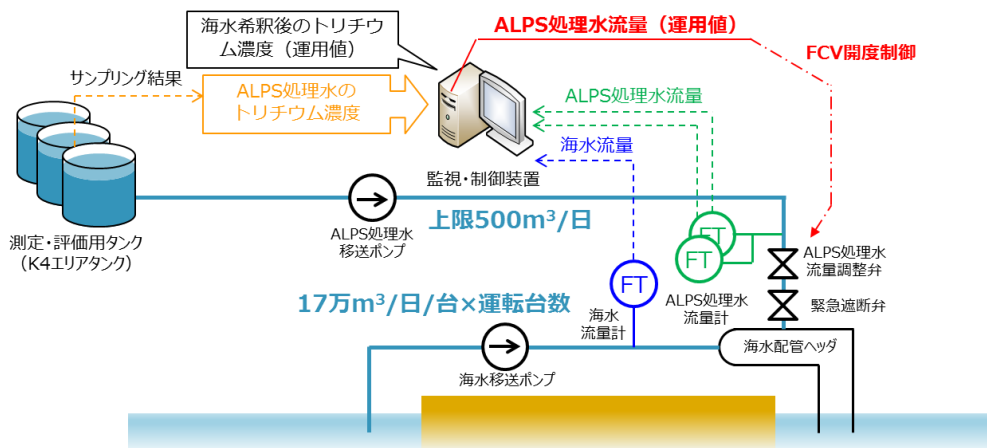 海水希釈後のトリチウ
ム濃度（運用値）
ALPS処理水流量（運用値）
FCV開度制御
サンプリング結果
ALPS処理水の
トリチウム濃度
ALPS処理水流量
海水流量
監視・制御装置
上限500m³/日
ALPS処理水
移送ポンプ
測定・評価用タンク
（K4エリアタンク）
FT
FT
FT
ALPS処理水
流量調整弁
緊急遮断弁
ALPS処理水
流量計
海水
流量計
17万m³/日/台×運転台数
海水配管ヘッダ
海水移送ポンプ